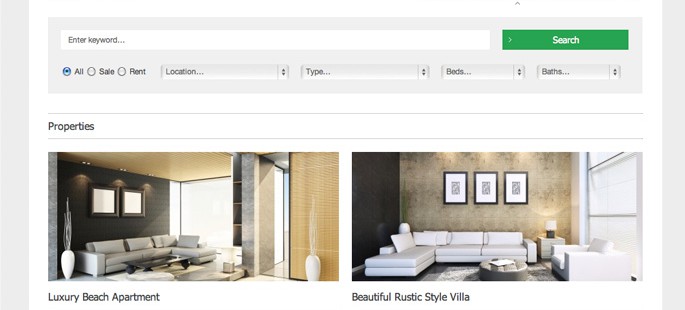 Enter keyword...
Search
All Sale Rent Location... Type... Beds... Baths...
Properties
Luxury Beach Apartment
Beautiful Rustic Style Villa